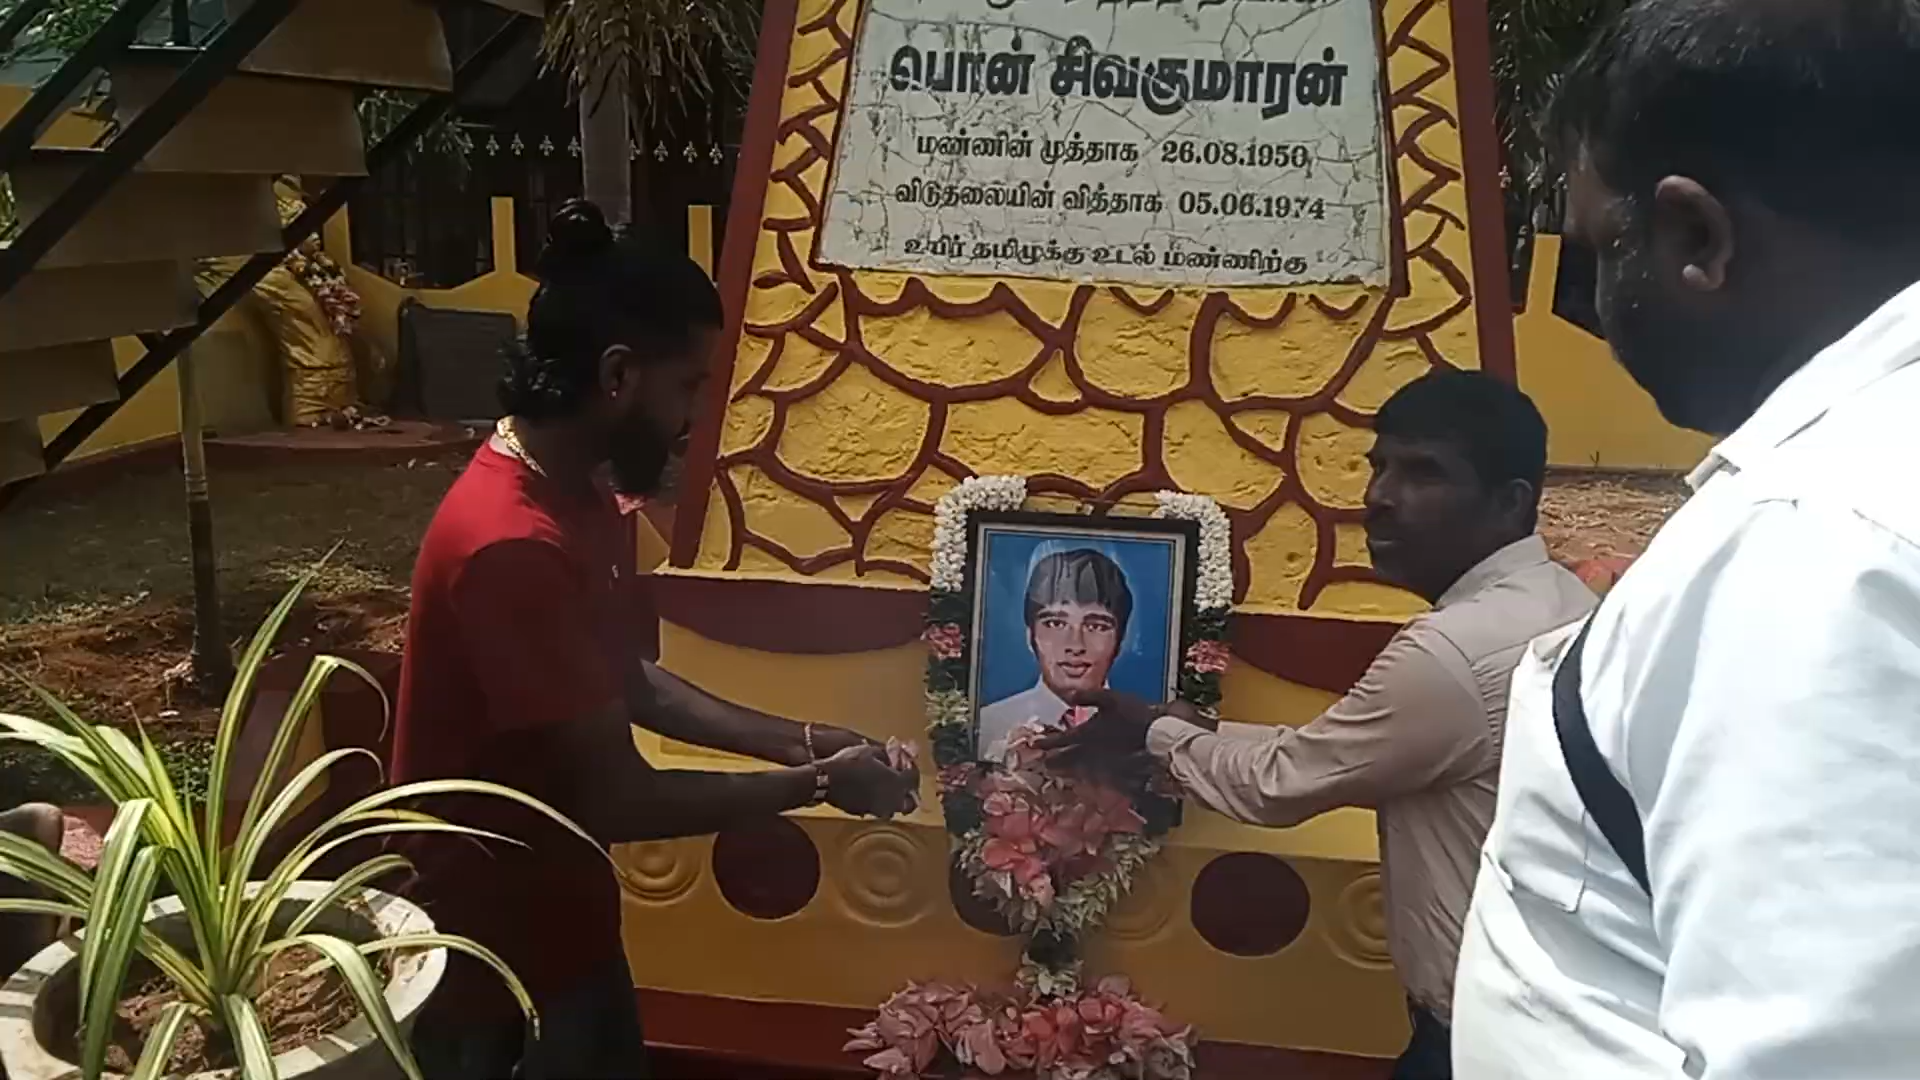 பொன் சிவகுமாரன்
மண்ணின் முத்தாக 26.08.1950
விடுதலையின் வித்தாக 05.06.1974
உயிர் தமிழுக்கு உடல் மண்ணிற்கு